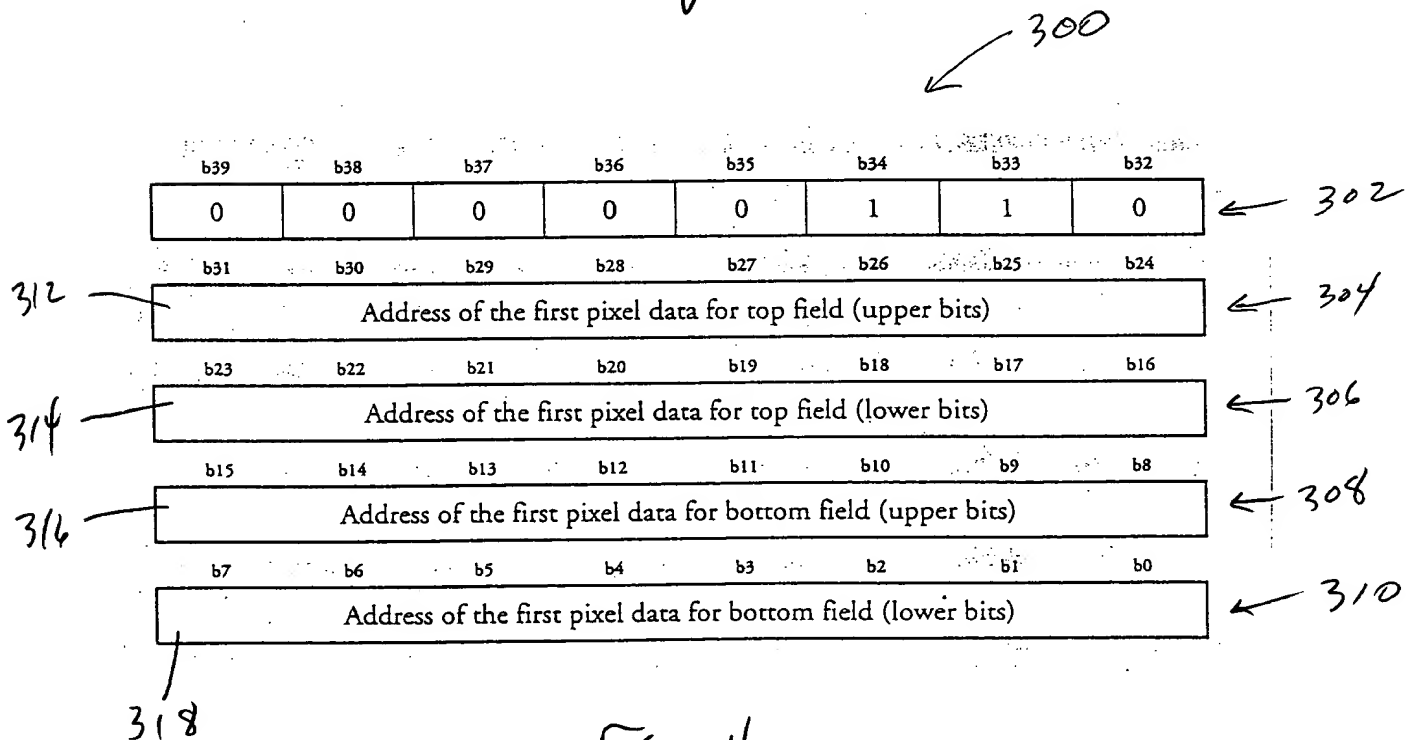 300
b39 b38 b37 b36 b35 b34 b33 b32
0 0 0 0 0 1 1 0
302
b31 b30 b29 b28 b27 b26 b25 b24
312
Address of the first pixel data for top field (upper bits)
304
b23 b22 b21 b20 b19 b18 b17 b16
314
Address of the first pixel data for top field (lower bits)
306
b15 b14 b13 b12 b11 b10 b9 b8
316
Address of the first pixel data for bottom field (upper bits)
308
b7 b6 b5 b4 b3 b2 b1 b0
Address of the first pixel data for bottom field (lower bits)
310
318